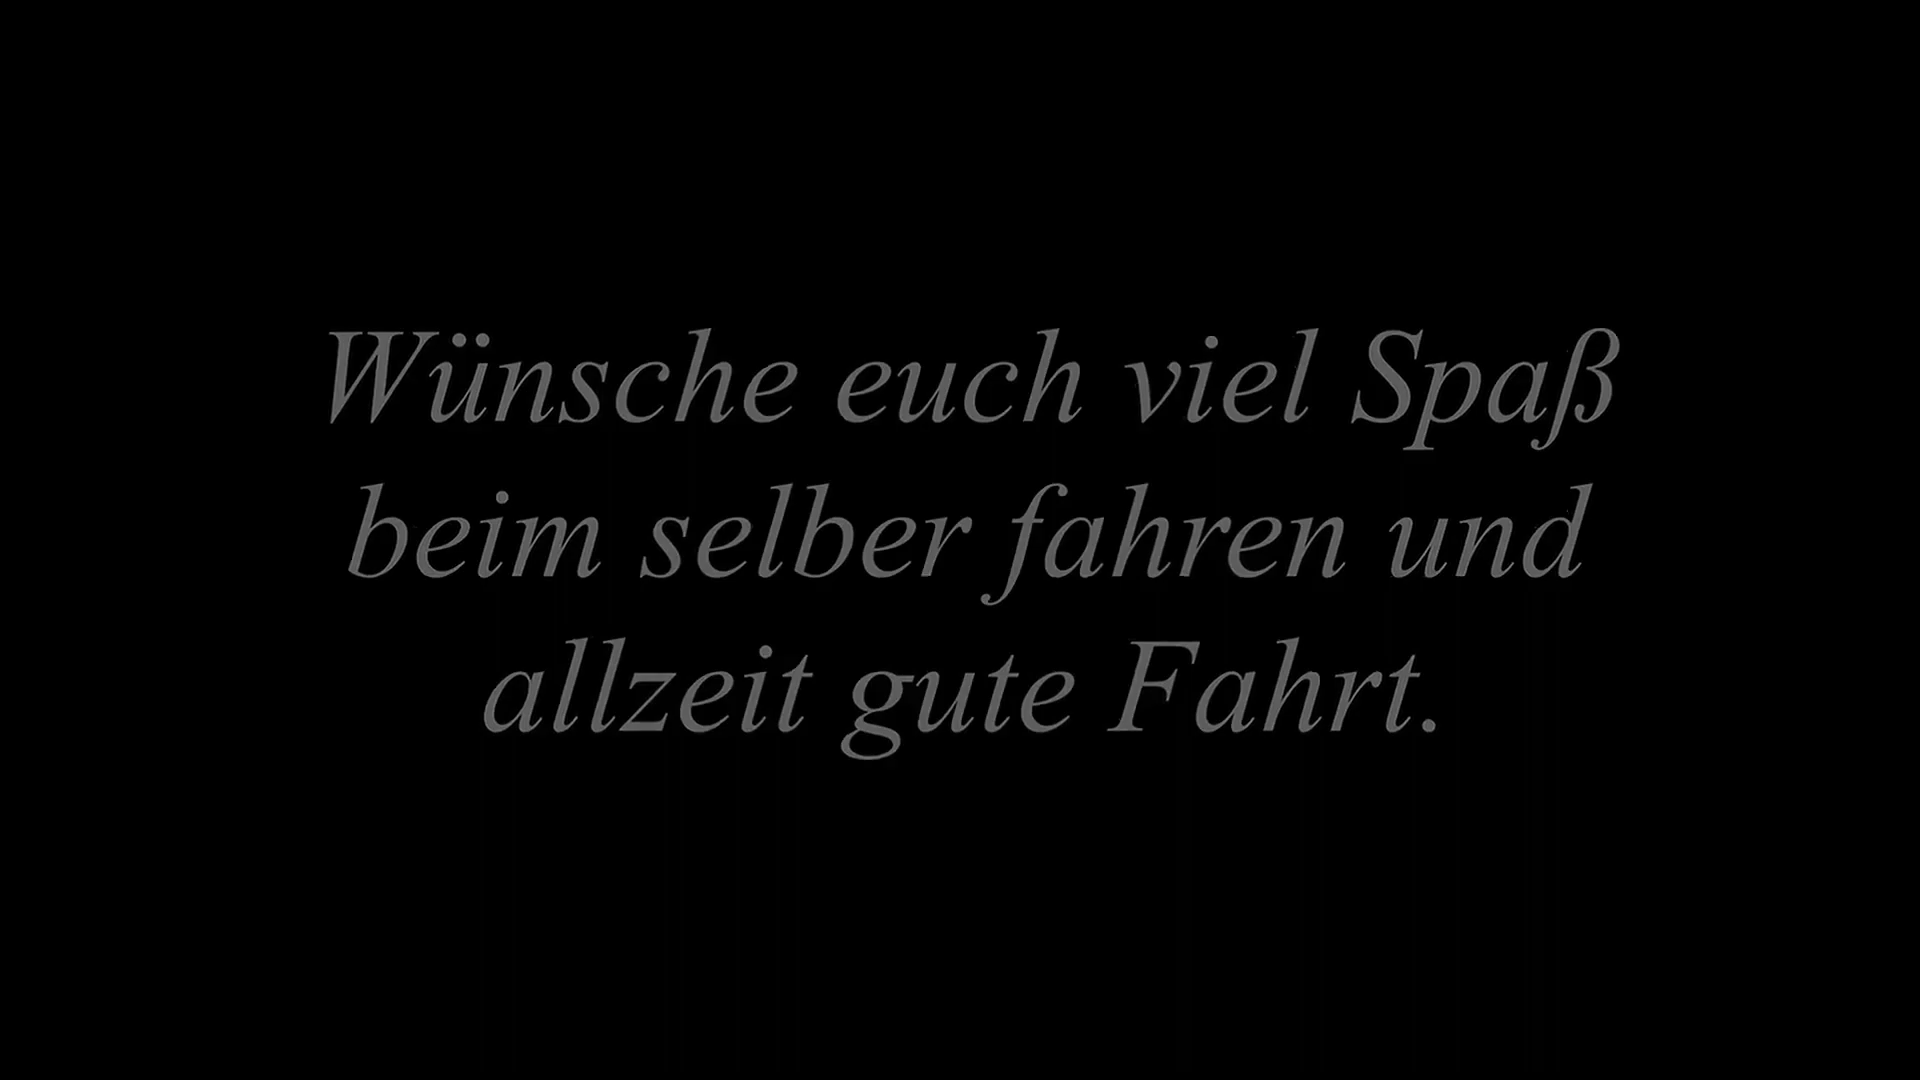 Wünsche euch viel Spaß
beim selber fahren und
allzeit gute Fahrt.